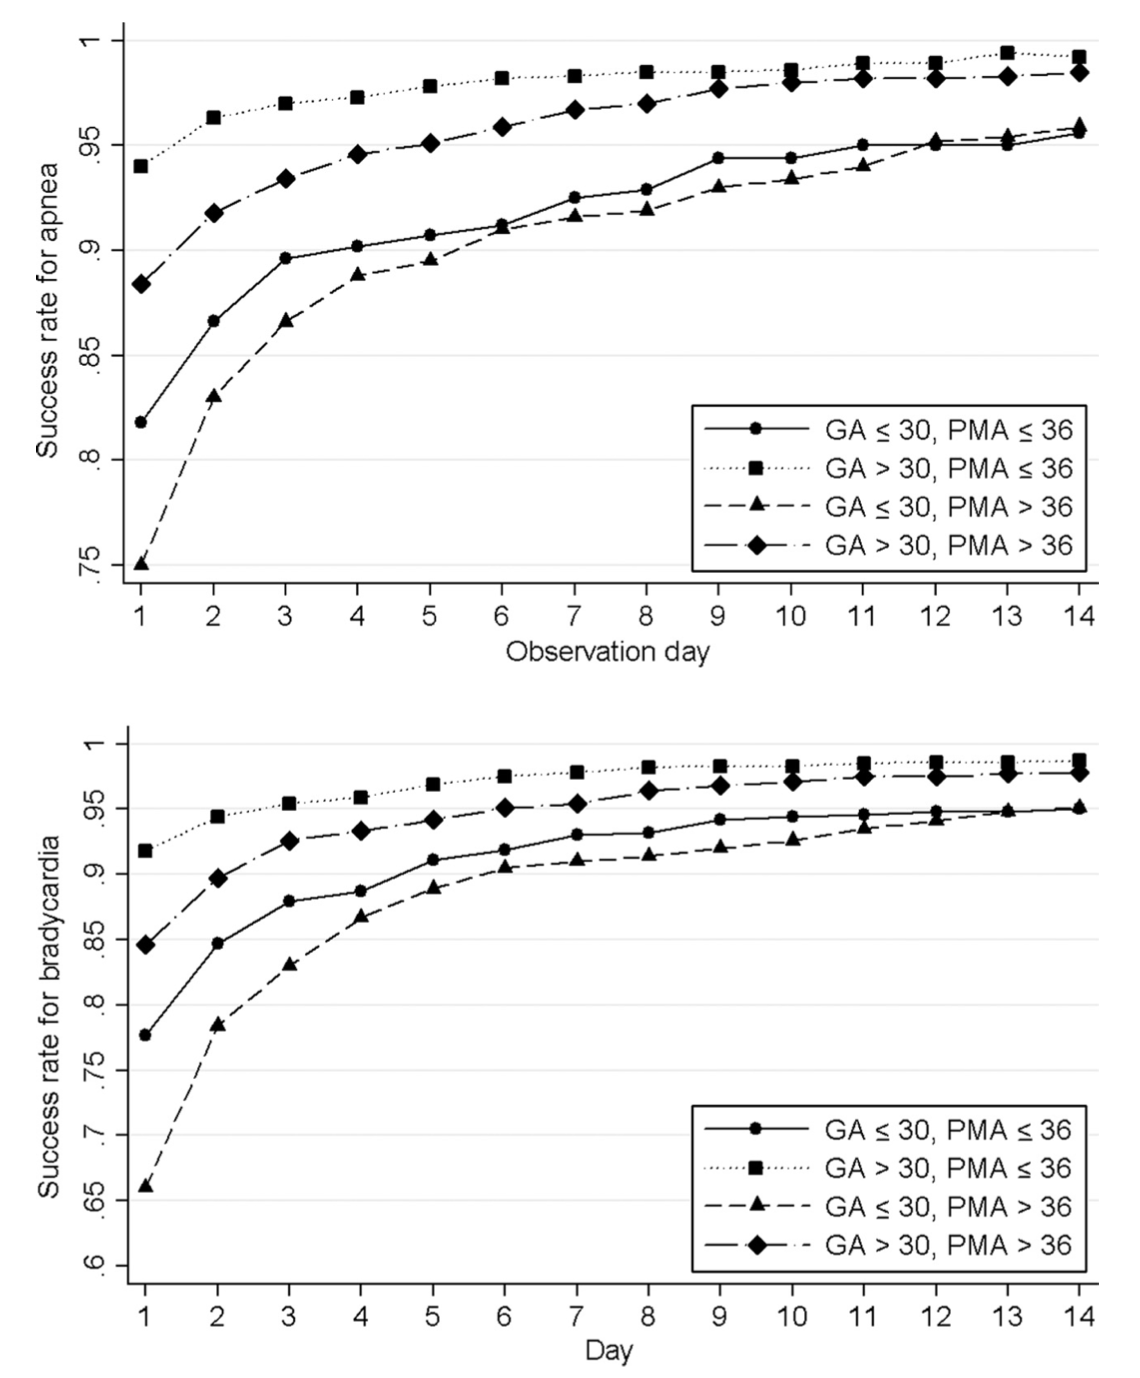 Success rate for apnea
1
.95
.9
.85
.8
.75
1 2 3 4 5 6 7 8 9 10 11 12 13 14
Observation day
GA ≤ 30, PMA ≤ 36
GA > 30, PMA ≤ 36
GA ≤ 30, PMA > 36
GA > 30, PMA > 36
Success rate for bradycardia
1
.95
.9
.85
.8
.75
.7
.65
.6
1 2 3 4 5 6 7 8 9 10 11 12 13 14
Day
GA ≤ 30, PMA ≤ 36
GA > 30, PMA ≤ 36
GA ≤ 30, PMA > 36
GA > 30, PMA > 36